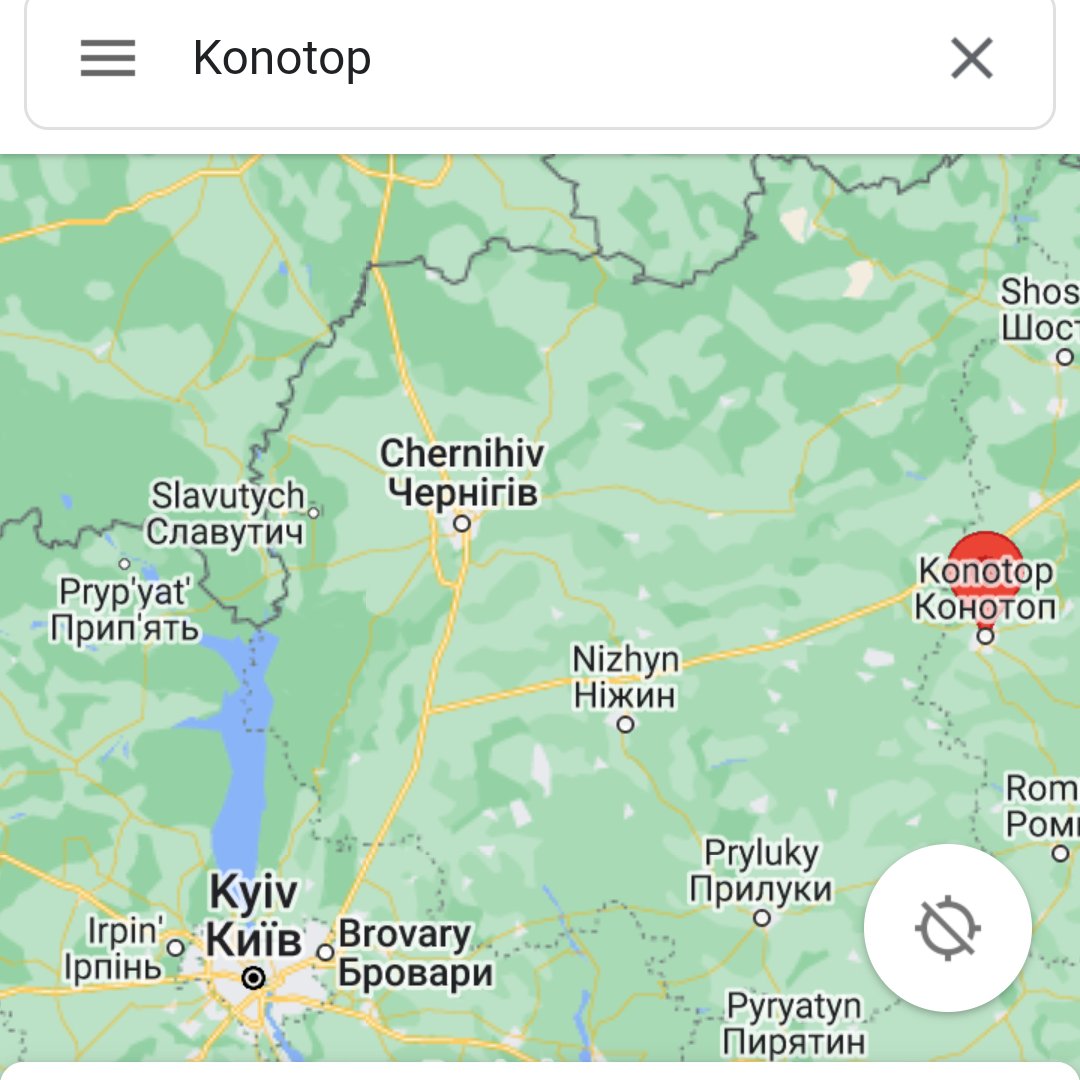 Konotop
Shos
Шост
Chernihiv
Чернігів
Slavutych
Славутич
Pryp'yat'
Прип'ять
Konotop
Конотоп
Nizhyn
Ніжин
Rom
Ром
Pryluky
Прилуки
Kyiv
Київ
Irpin'
Ірпінь
Brovary
Бровари
Pyryatyn
Пирятин